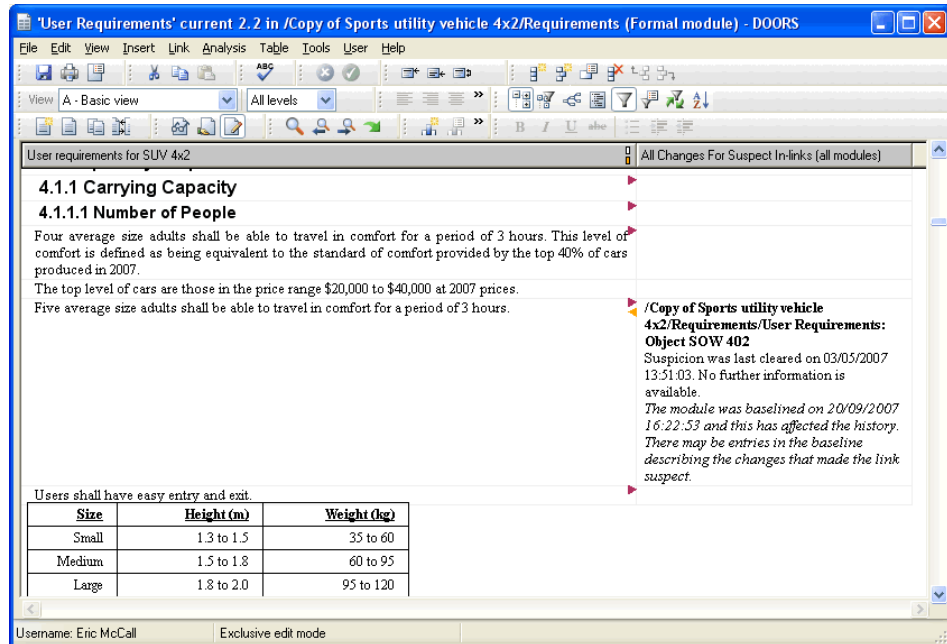 'User Requirements' current 2.2 in /Copy of Sports utility vehicle 4x2/Requirements (Formal module) - DOORS
File Edit View Insert Link Analysis Table Tools User Help
ABC
View A - Basic view All levels »
» B I U abc
User requirements for SUV 4x2 All Changes For Suspect In-links (all modules)
4.1.1 Carrying Capacity
4.1.1.1 Number of People
Four average size adults shall be able to travel in comfort for a period of 3 hours. This level of
comfort is defined as being equivalent to the standard of comfort provided by the top 40% of cars
produced in 2007.
The top level of cars are those in the price range $20,000 to $40,000 at 2007 prices.
Five average size adults shall be able to travel in comfort for a period of 3 hours.
/Copy of Sports utility vehicle
4x2/Requirements/User Requirements:
Object SOW 402
Suspicion was last cleared on 03/05/2007
13:51:03. No further information is
available.
The module was baselined on 20/09/2007
16:22:53 and this has affected the history.
There may be entries in the baseline
describing the changes that made the link
suspect.
Users shall have easy entry and exit.
Size Height (m) Weight (kg)
Small 1.3 to 1.5 35 to 60
Medium 1.5 to 1.8 60 to 95
Large 1.8 to 2.0 95 to 120
Username: Eric McCall Exclusive edit mode